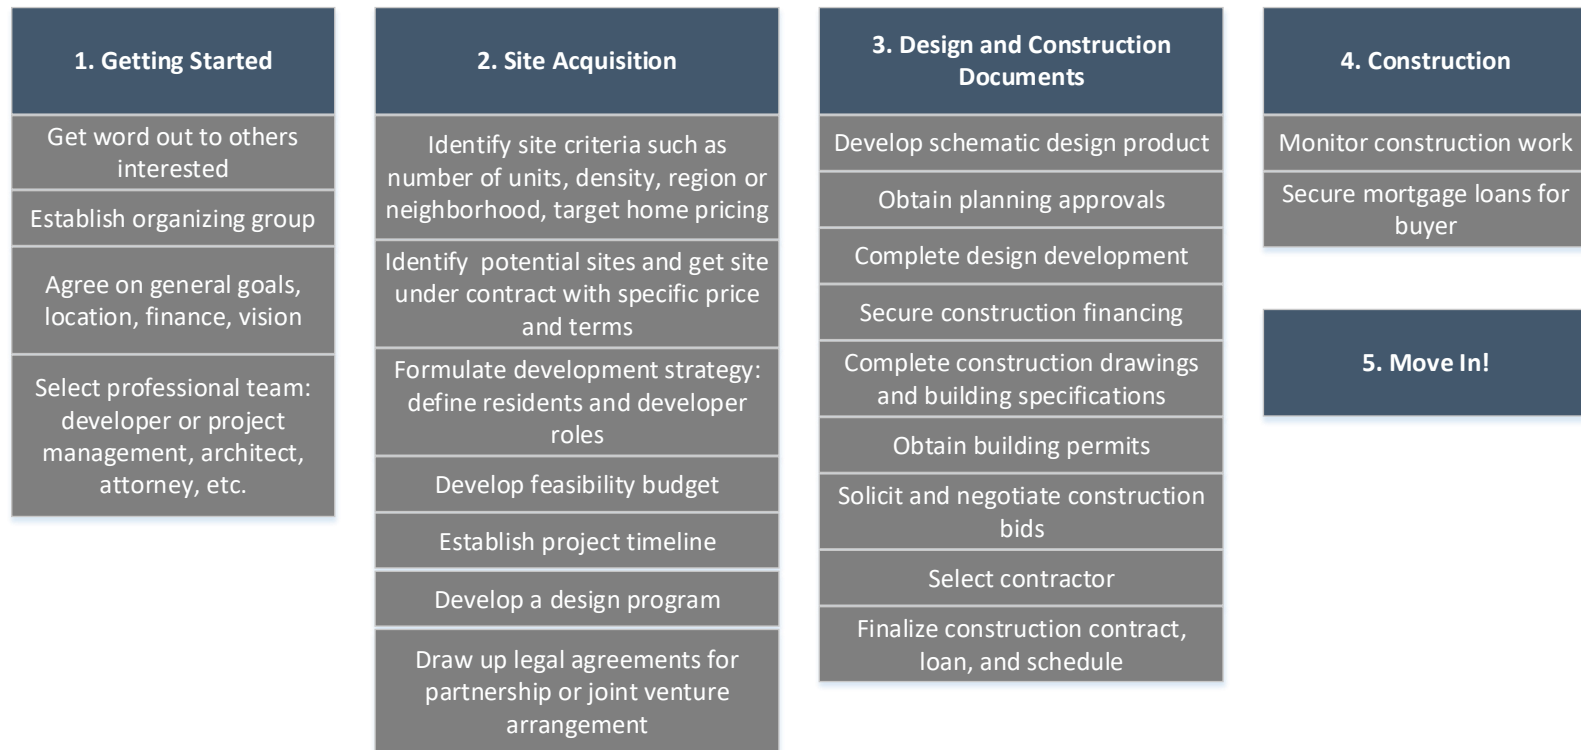 1. Getting Started
Get word out to others
interested
Establish organizing group
Agree on general goals,
location, finance, vision
Select professional team:
developer or project
management, architect,
attorney, etc.
2. Site Acquisition
Identify site criteria such as
number of units, density, region or
neighborhood, target home pricing
Identify  potential sites and get site
under contract with specific price
and terms
Formulate development strategy:
define residents and developer
roles
Develop feasibility budget
Establish project timeline
Develop a design program
Draw up legal agreements for
partnership or joint venture
arrangement
3. Design and Construction
Documents
Develop schematic design product
Obtain planning approvals
Complete design development
Secure construction financing
Complete construction drawings
and building specifications
Obtain building permits
Solicit and negotiate construction
bids
Select contractor
Finalize construction contract,
loan, and schedule
4. Construction
Monitor construction work
Secure mortgage loans for
buyer
5. Move In!